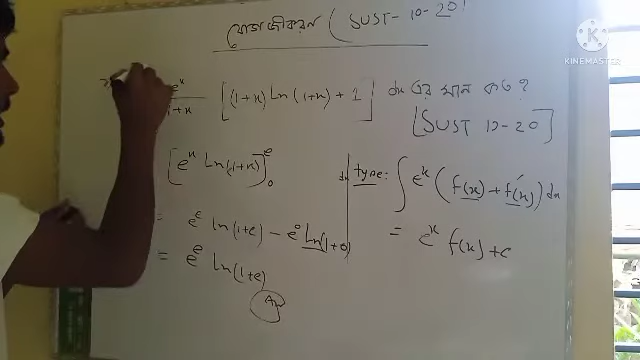 যোগজীকরণ (SUST-10-20)
e^x/1+x [(1+x) Ln(1+x) + 1] dx এর মান কত?
[SUST 10-20]
[e^x Ln(1+x)]^e_0
= e^e ln(1+e) - e^0 Ln(1+0)
= e^e ln(1+e)
Ans
type: ∫ e^x (f(x) + f'(x)) dx
= e^x f(x) + c
KINEMASTER